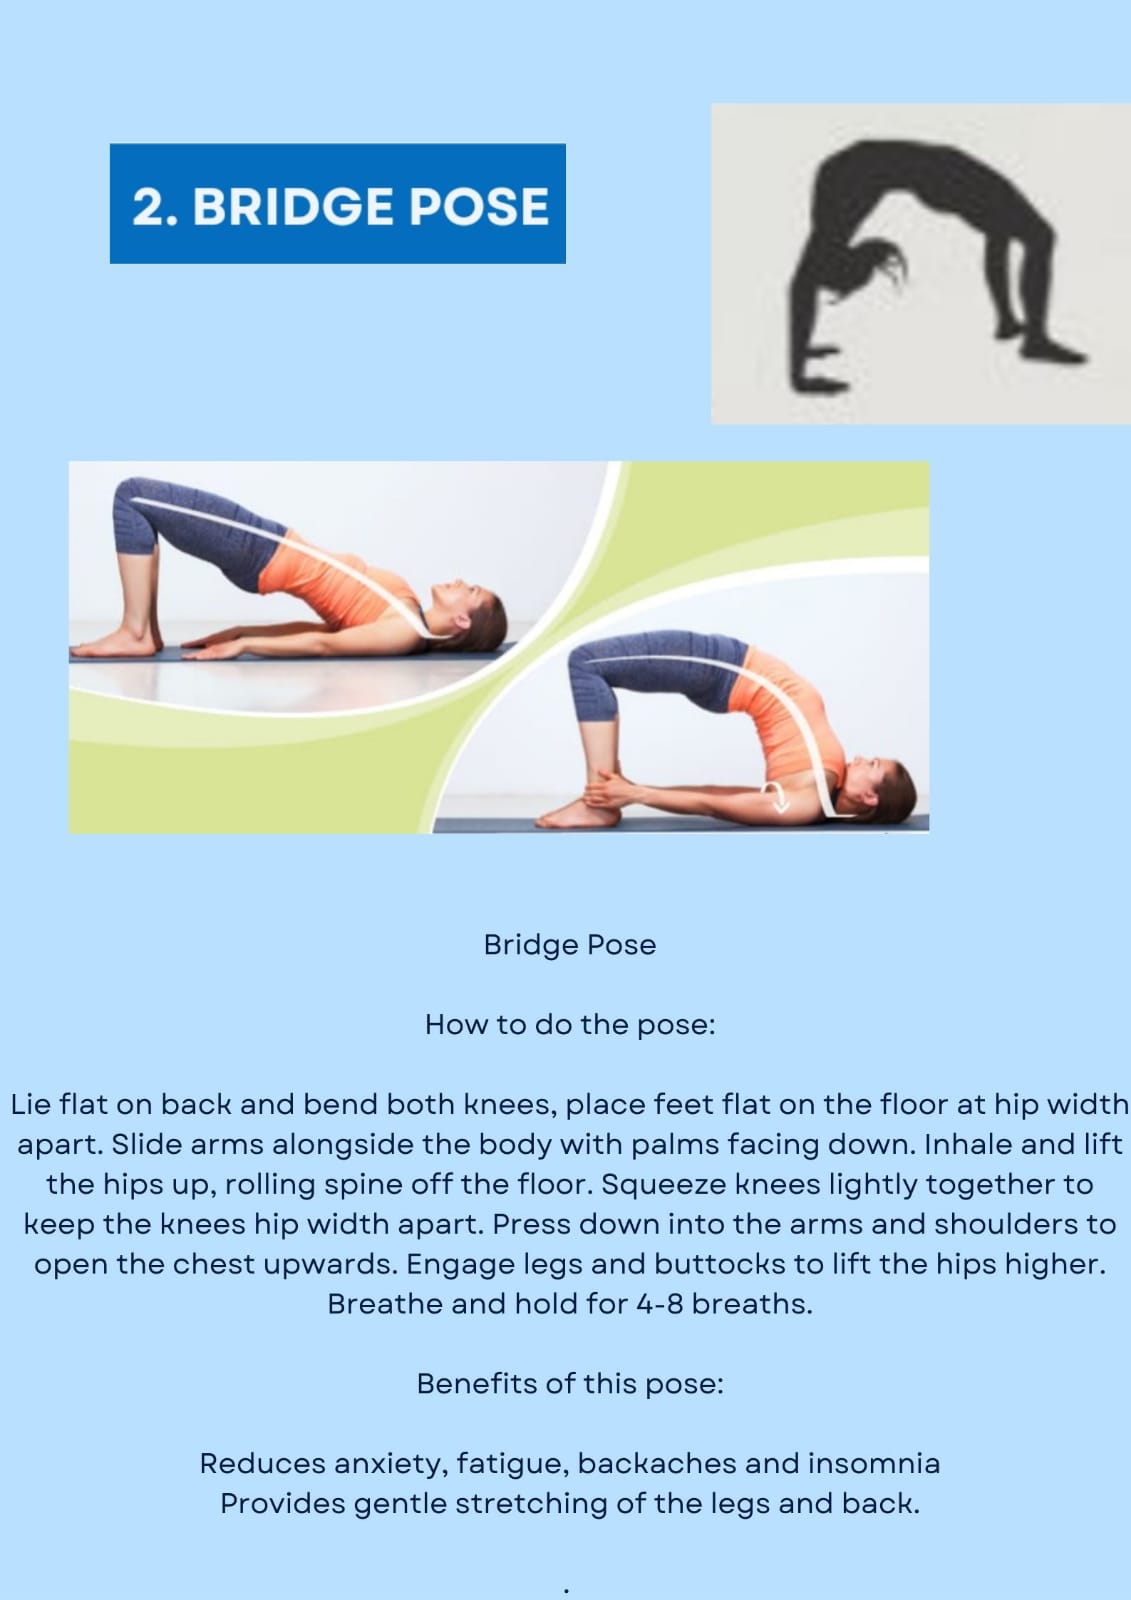 2. BRIDGE POSE
Bridge Pose
How to do the pose:
Lie flat on back and bend both knees, place feet flat on the floor at hip width
apart. Slide arms alongside the body with palms facing down. Inhale and lift
the hips up, rolling spine off the floor. Squeeze knees lightly together to
keep the knees hip width apart. Press down into the arms and shoulders to
open the chest upwards. Engage legs and buttocks to lift the hips higher.
Breathe and hold for 4-8 breaths.
Benefits of this pose:
Reduces anxiety, fatigue, backaches and insomnia
Provides gentle stretching of the legs and back.
.